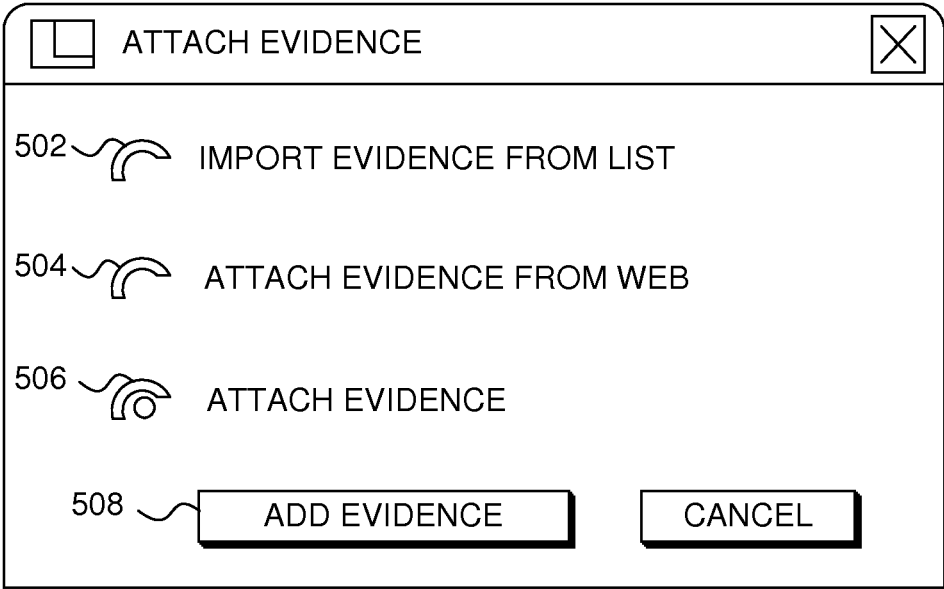 ATTACH EVIDENCE
502 IMPORT EVIDENCE FROM LIST
504 ATTACH EVIDENCE FROM WEB
506 ATTACH EVIDENCE
508 ADD EVIDENCE CANCEL